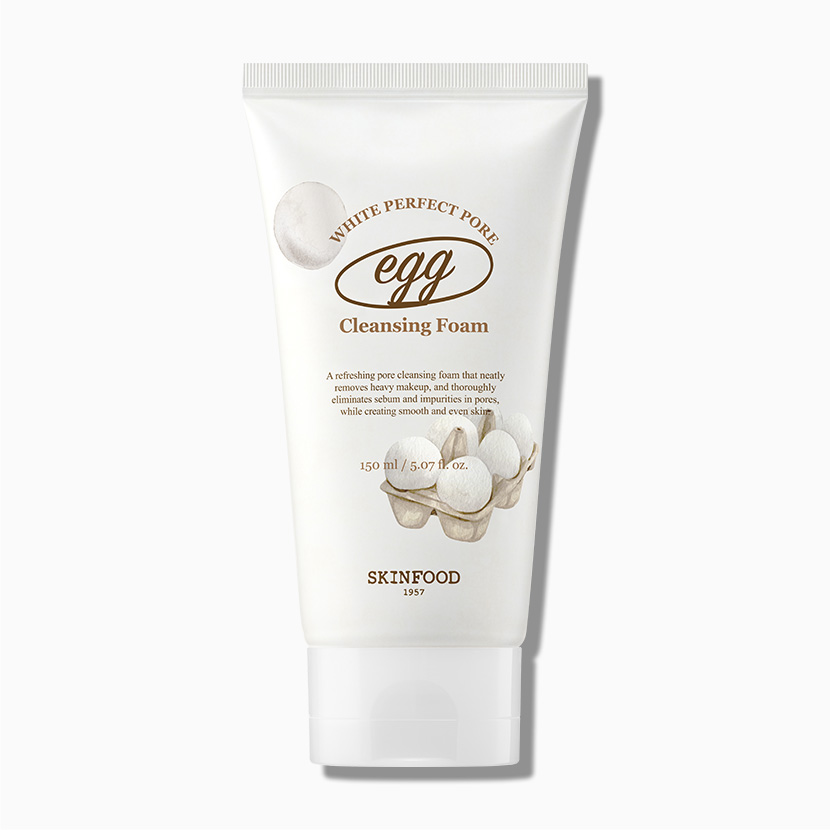 WHITE PERFECT PORE
egg
Cleansing Foam
A refreshing pore cleansing foam that neatly
removes heavy makeup, and thoroughly
eliminates sebum and impurities in pores,
while creating smooth and even skin.
150 ml / 5.07 fl. oz.
SKINFOOD
1957